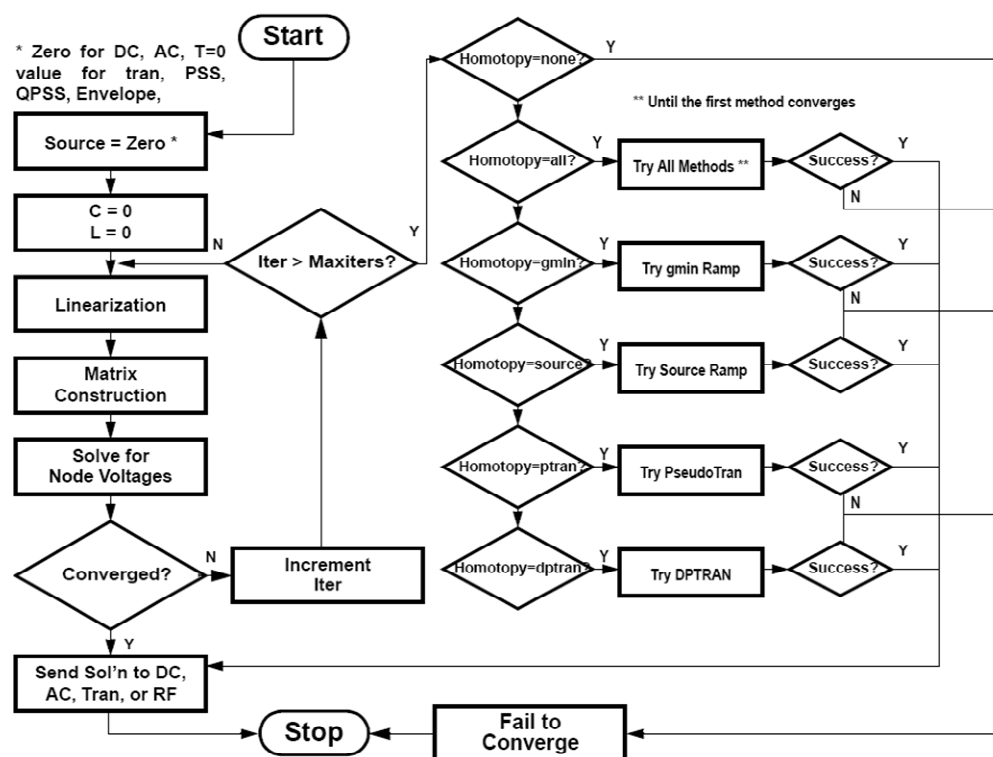 Start
* Zero for DC, AC, T=0
value for tran, PSS,
QPSS, Envelope,
Source = Zero *
C = 0
L = 0
Linearization
Matrix
Construction
Solve for
Node Voltages
Converged?
N
Y
Increment
Iter
Iter > Maxiters?
N
Y
Send Sol'n to DC,
AC, Tran, or RF
Homotopy=none?
Y
** Until the first method converges
Homotopy=all?
Y
Try All Methods **
Success?
Y
N
Homotopy=gmin?
Y
Try gmin Ramp
Success?
Y
N
Homotopy=source?
Y
Try Source Ramp
Success?
Y
Homotopy=ptran?
Y
Try PseudoTran
Success?
Y
N
Homotopy=dptran?
Y
Try DPTRAN
Success?
Y
Stop
Fail to
Converge